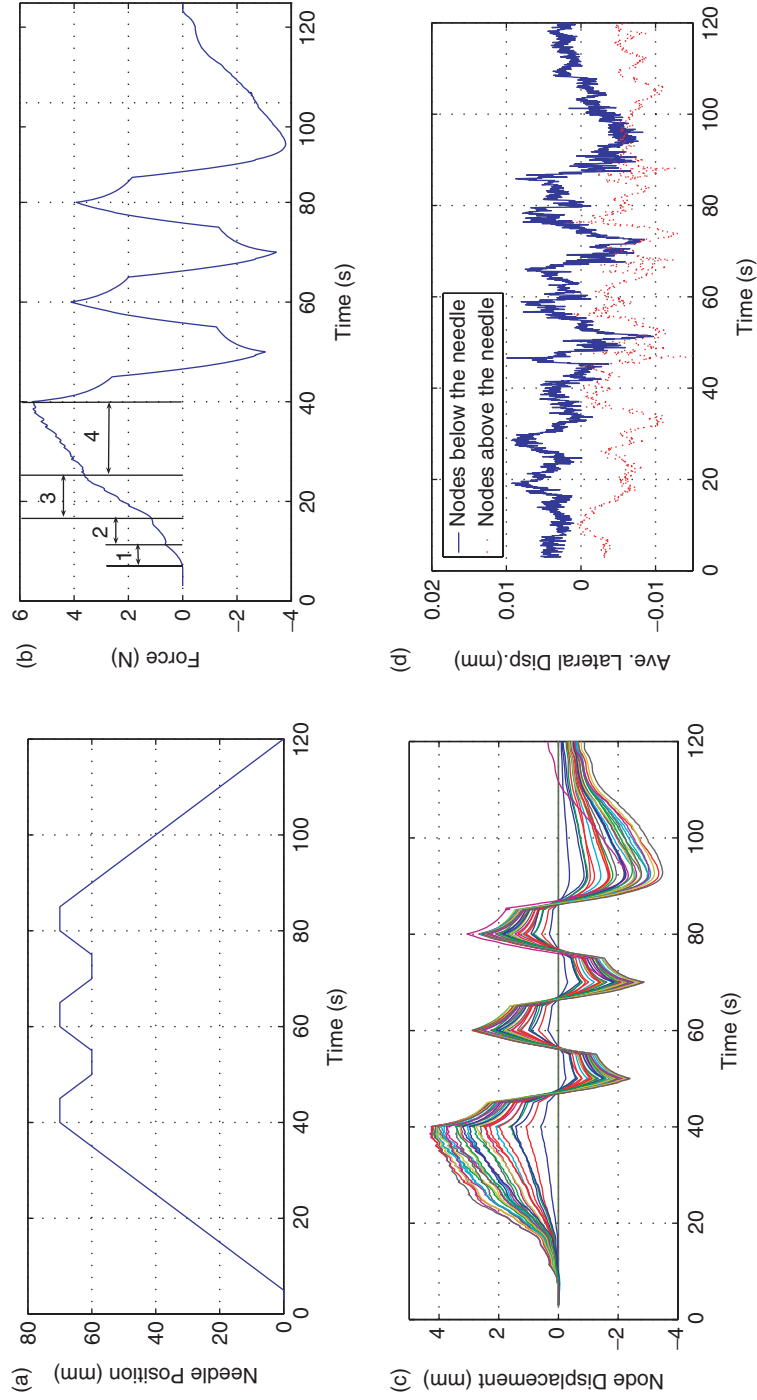 (a)
Needle Position (mm)
80
60
40
20
0
0 20 40 60 80 100 120
Time (s)
(b)
Force (N)
6
4
2
0
−2
−4
1
2
3
4
0 20 40 60 80 100
Time (s)
(c)
Node Displacement (mm)
4
2
0
−2
−4
0 20 40 60 80 100 120
Time (s)
(d)
Ave. Lateral Disp.(mm)
0.02
0.01
0
−0.01
Nodes below the needle
Nodes above the needle
0 20 40 60 80 100 120
Time (s)